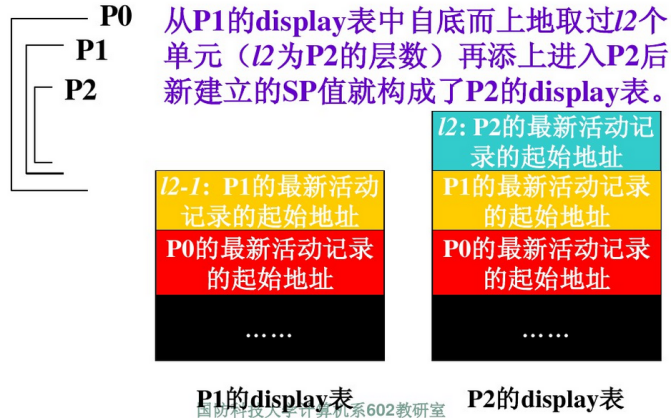 P0
P1
P2
从P1的display表中自底而上地取过l2个
单元（l2为P2的层数）再添上进入P2后
新建立的SP值就构成了P2的display表。
l2: P2的最新活动记
录的起始地址
l2-1: P1的最新活动
记录的起始地址
P1的最新活动记录
的起始地址
P0的最新活动记录
的起始地址
P0的最新活动记录
的起始地址
……
……
P1的display表
P2的display表
国防科技大学计算机系602教研室